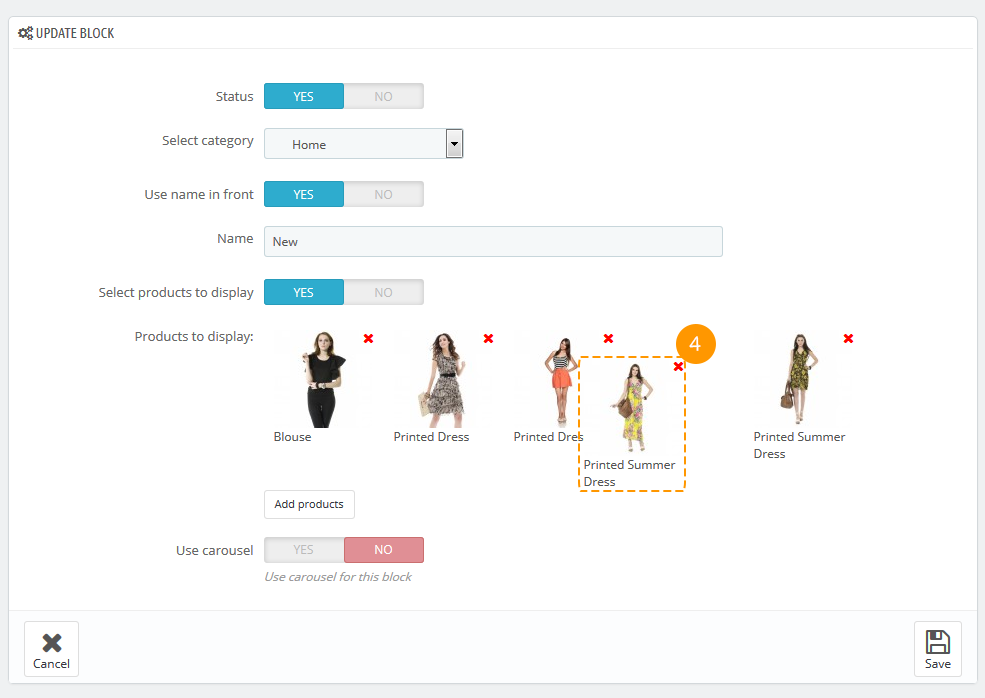 UPDATE BLOCK
Status YES NO
Select category Home
Use name in front YES NO
Name New
Select products to display YES NO
Products to display:
4
Blouse
Printed Dress
Printed Dres
Printed Summer
Dress
Printed Summer
Dress
Add products
Use carousel YES NO
Use carousel for this block
Cancel
Save